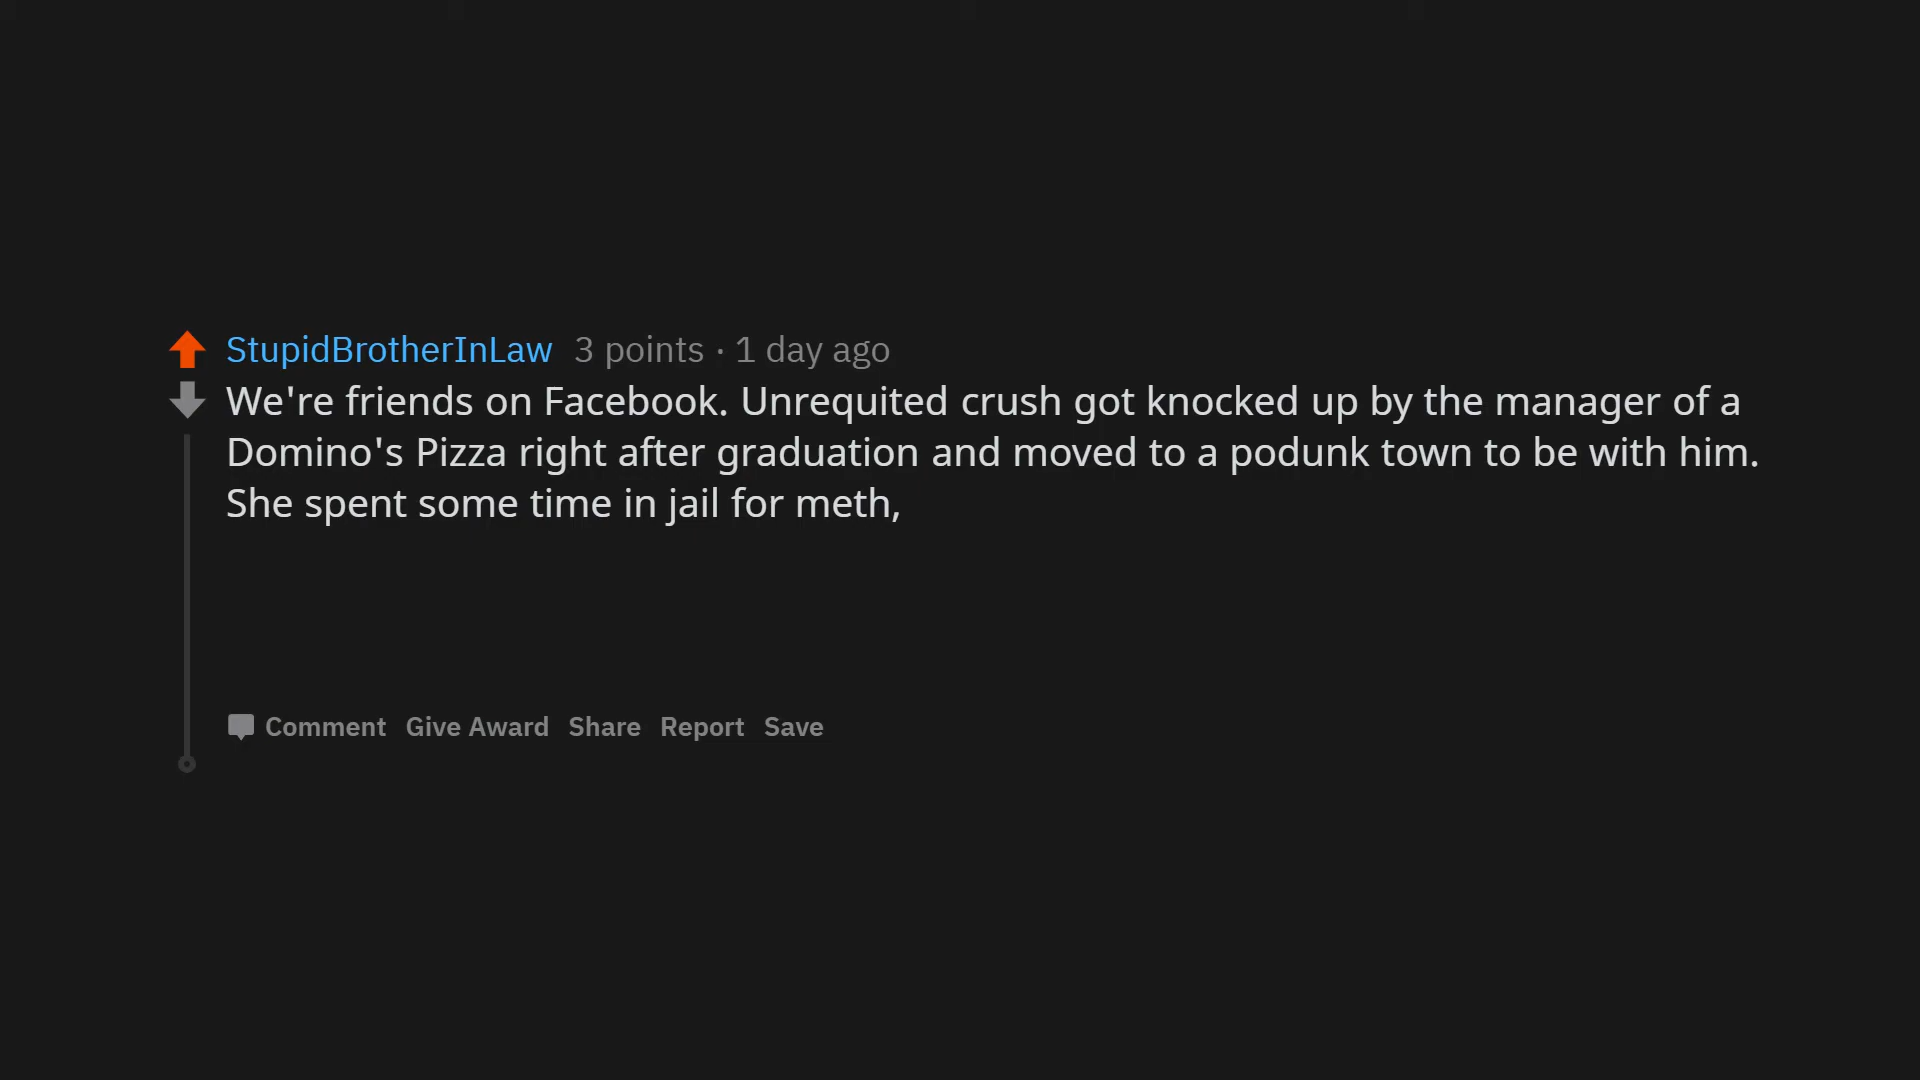 StupidBrotherInLaw 3 points · 1 day ago
We're friends on Facebook. Unrequited crush got knocked up by the manager of a
Domino's Pizza right after graduation and moved to a podunk town to be with him.
She spent some time in jail for meth,
Comment Give Award Share Report Save